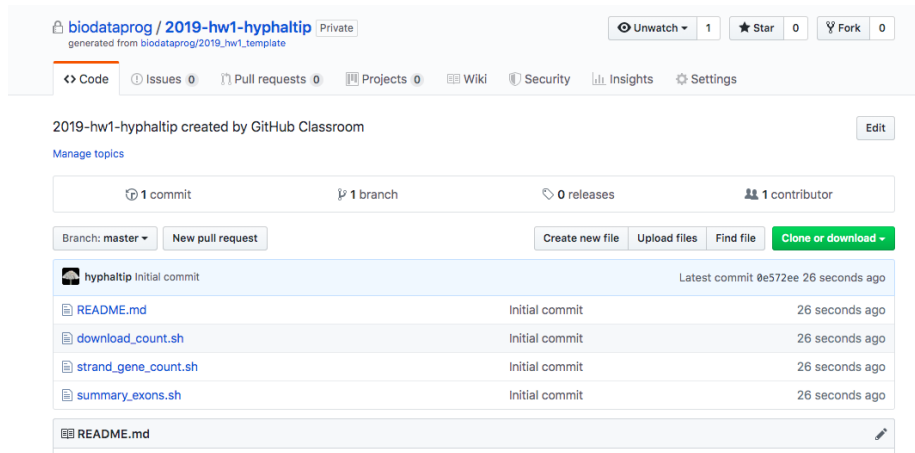 biodataprog / 2019-hw1-hyphaltip Private Unwatch 1 Star 0 Fork 0
generated from biodataprog/2019_hw1_template
Code Issues 0 Pull requests 0 Projects 0 Wiki Security Insights Settings
2019-hw1-hyphaltip created by GitHub Classroom Edit
Manage topics
1 commit 1 branch 0 releases 1 contributor
Branch: master New pull request Create new file Upload files Find file Clone or download
hyphaltip Initial commit Latest commit 0e572ee 26 seconds ago
README.md Initial commit 26 seconds ago
download_count.sh Initial commit 26 seconds ago
strand_gene_count.sh Initial commit 26 seconds ago
summary_exons.sh Initial commit 26 seconds ago
README.md